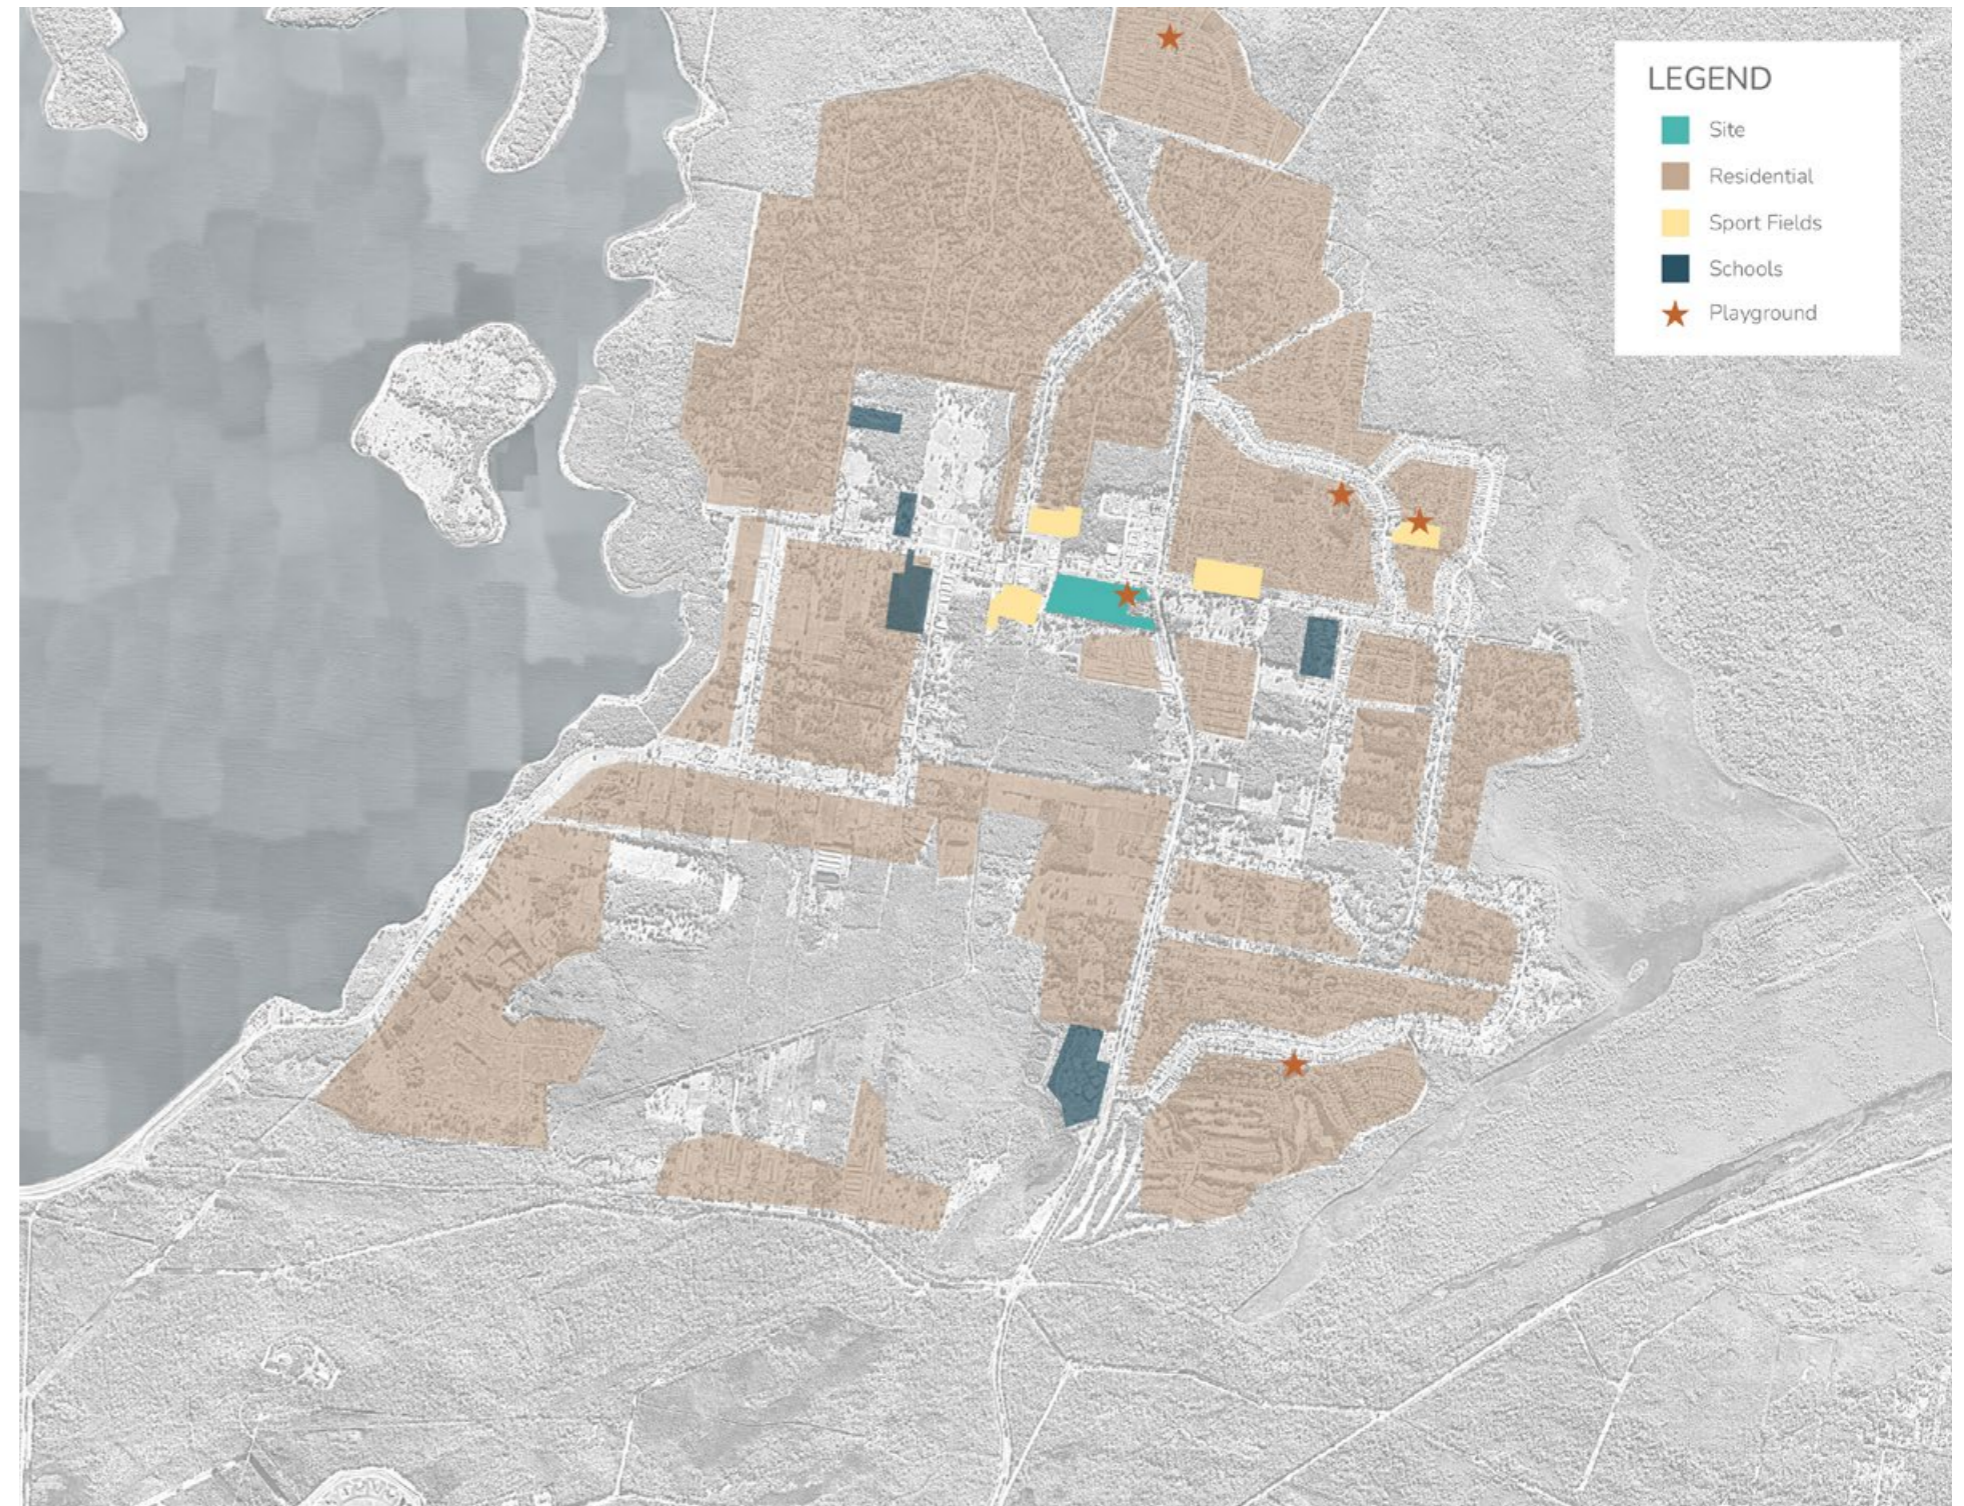 LEGEND
Site
Residential
Sport Fields
Schools
Playground